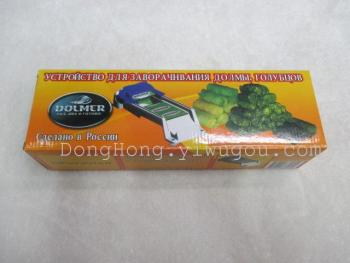 УСТРОЙСТВО ДЛЯ ЗАВОРАЧИВАНИЯ ДОЛМЫ, ГОЛУБЦОВ
DOLMER
Сделано в России
DongHong.yiwugou.com